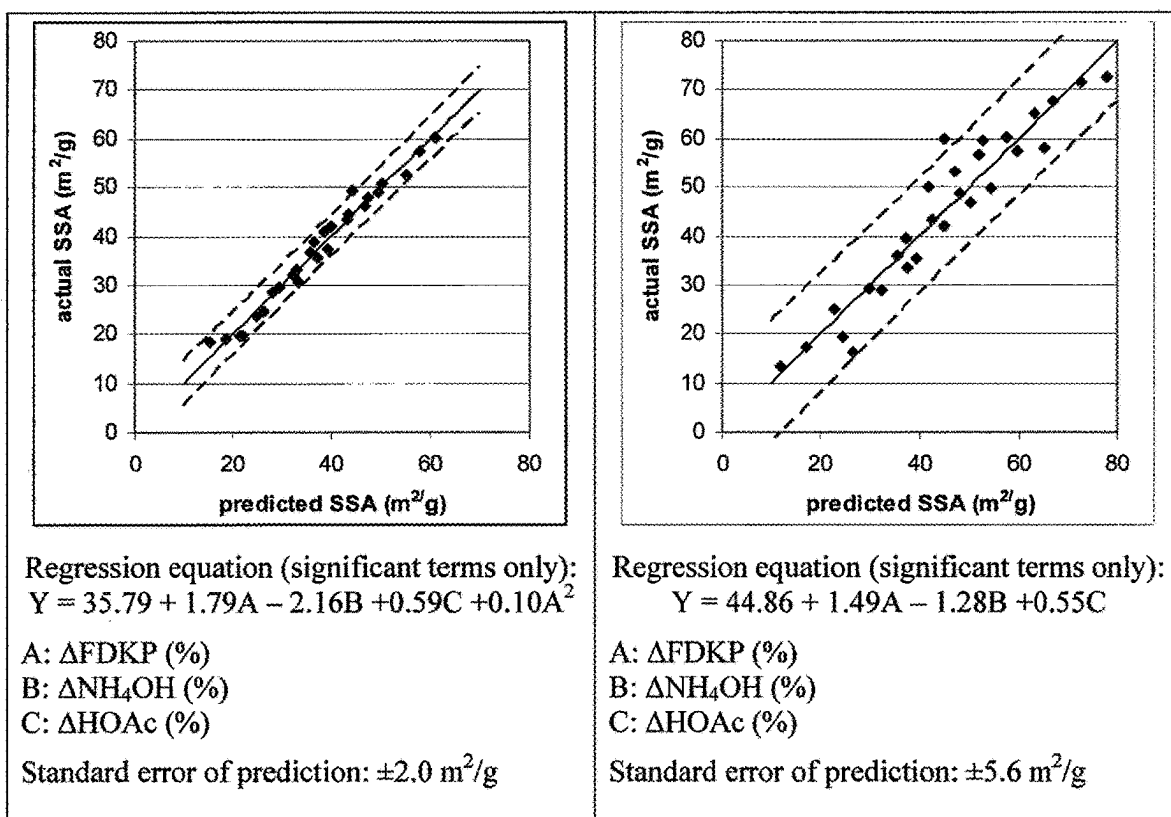 80
70
60
50
40
30
20
10
0
actual SSA (m²/g)
0 20 40 60 80
predicted SSA (m²/g)
Regression equation (significant terms only):
Y = 35.79 + 1.79A – 2.16B +0.59C +0.10A²
A: ΔFDKP (%)
B: ΔNH₄OH (%)
C: ΔHOAc (%)
Standard error of prediction: ±2.0 m²/g
80
70
60
50
40
30
20
10
0
actual SSA (m²/g)
0 20 40 60 80
predicted SSA (m²/g)
Regression equation (significant terms only):
Y = 44.86 + 1.49A – 1.28B +0.55C
A: ΔFDKP (%)
B: ΔNH₄OH (%)
C: ΔHOAc (%)
Standard error of prediction: ±5.6 m²/g